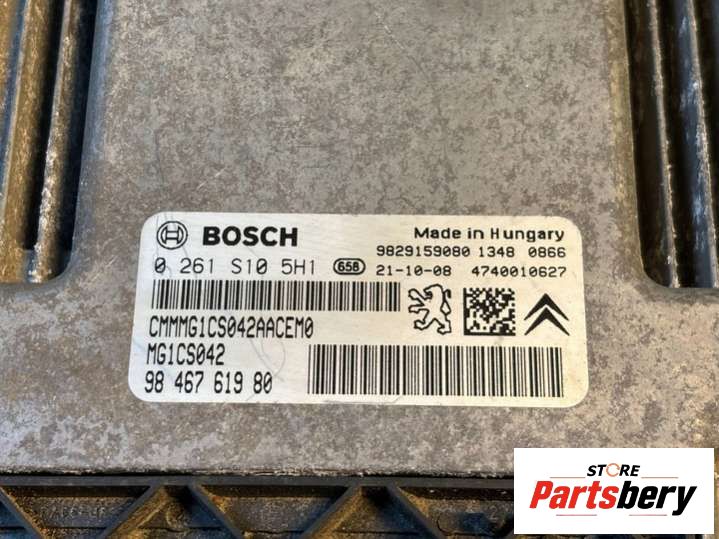 BOSCH
Made in Hungary
9829159080 1348 0866
0 261 S10 5H1 658 21-10-08 4740010627
CMMMG1CS042AACEM0
MG1CS042
98 467 619 80
STORE
Partsbery